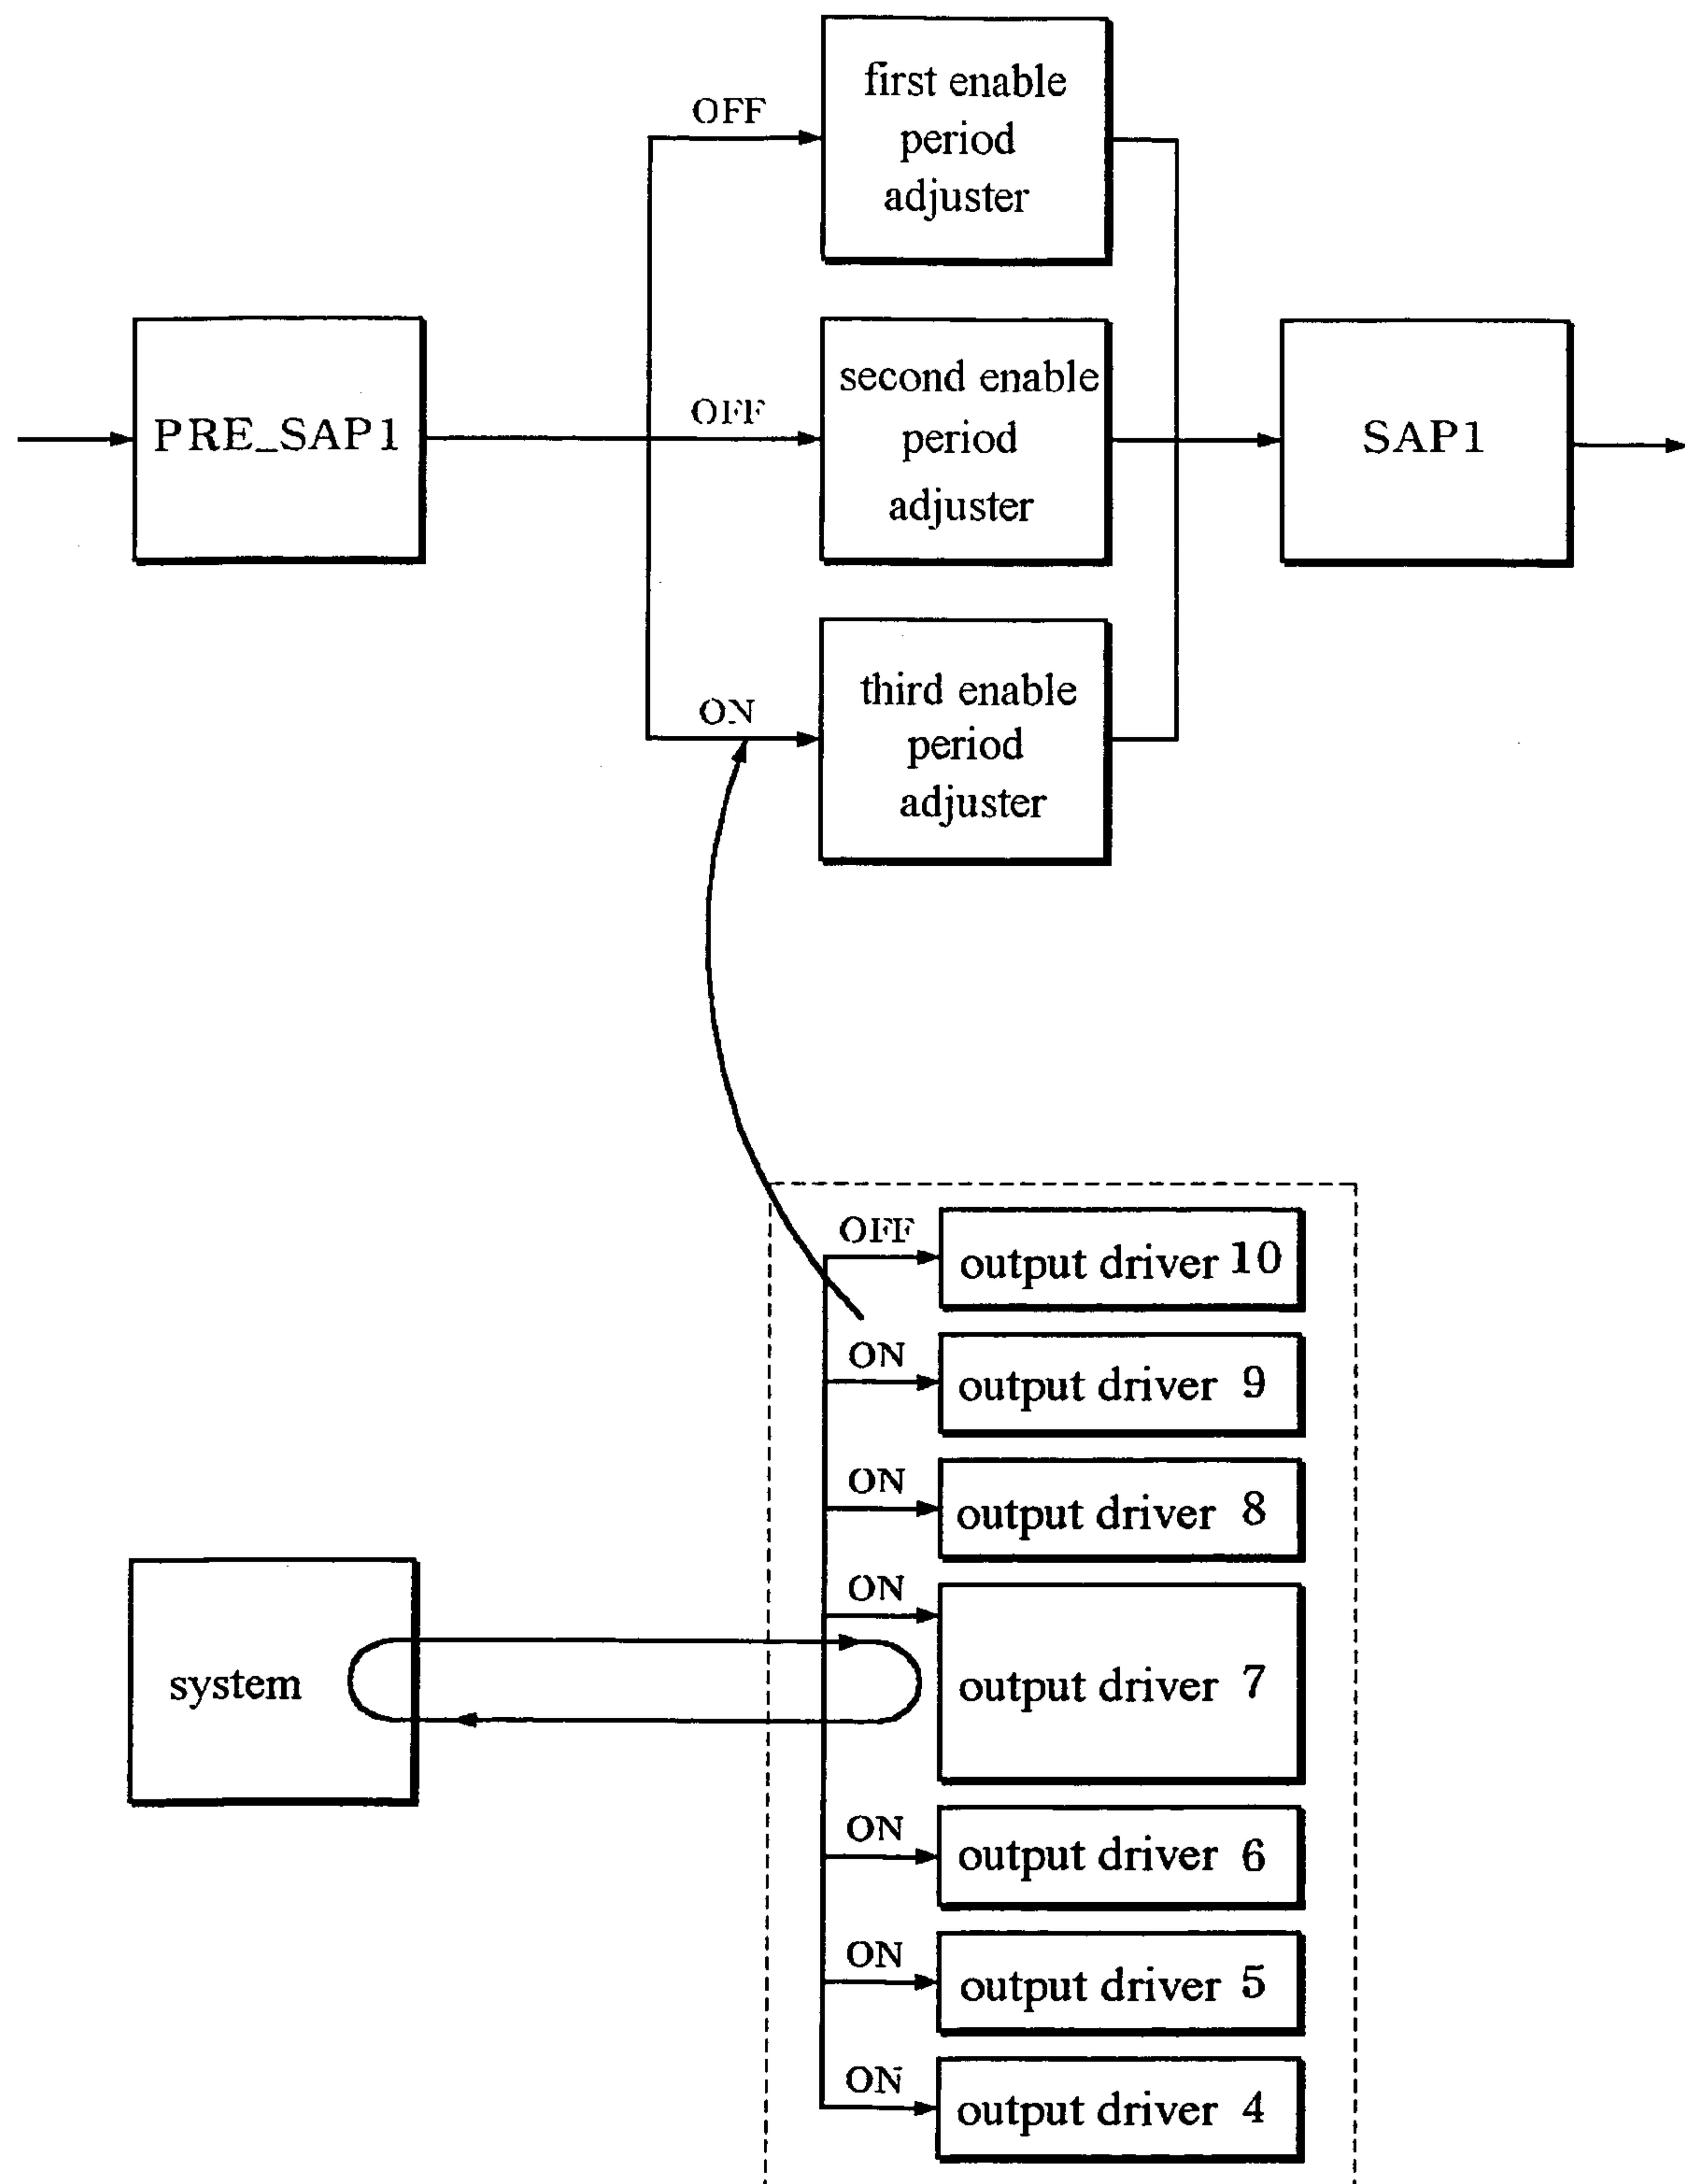 first enable
period
adjuster
OFF
PRE_SAP1
OFF
second enable
period
adjuster
SAP1
ON
third enable
period
adjuster
OFF
output driver 10
ON
output driver 9
ON
output driver 8
ON
output driver 7
system
ON
output driver 6
ON
output driver 5
ON
output driver 4